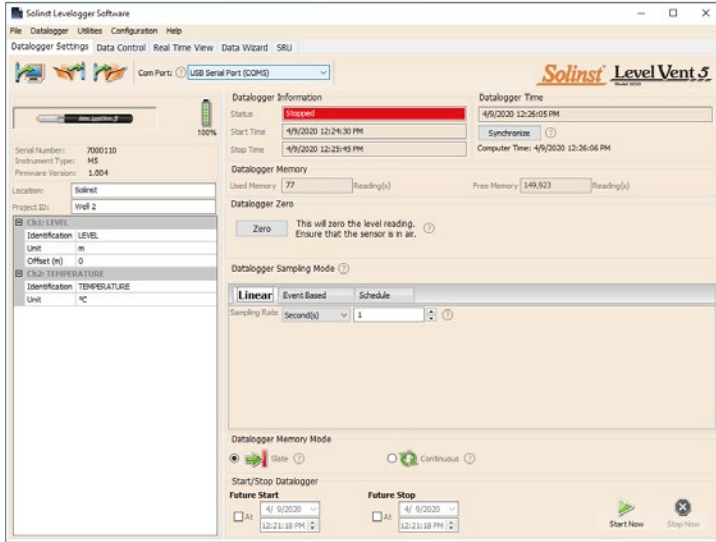 Solinst Levelogger Software
File Datalogger Utilities Configuration Help
Datalogger Settings Data Control Real Time View Data Wizard SRU
Com Port: USB Serial Port (COM5)
Solinst Level Vent 5
100%
Serial Number: 7000110
Instrument Type: M5
Firmware Version: 1.004
Location: Solinst
Project ID: Well 2
Ch1: LEVEL
Identification LEVEL
Unit m
Offset (m) 0
Ch2: TEMPERATURE
Identification TEMPERATURE
Unit °C
Datalogger Information
Status Stopped
Start Time 4/9/2020 12:24:30 PM
Stop Time 4/9/2020 12:25:45 PM
Datalogger Time
4/9/2020 12:26:05 PM
Synchronize
Computer Time: 4/9/2020 12:26:06 PM
Datalogger Memory
Used Memory 77 Reading(s) Free Memory 149,923 Reading(s)
Datalogger Zero
Zero
This will zero the level reading.
Ensure that the sensor is in air.
Datalogger Sampling Mode
Linear Event Based Schedule
Sampling Rate Second(s) 1
Datalogger Memory Mode
Slate Continuous
Start/Stop Datalogger
Future Start Future Stop
At 4/ 9/2020 At 4/ 9/2020
12:21:18 PM 12:21:18 PM
Start Now Stop Now